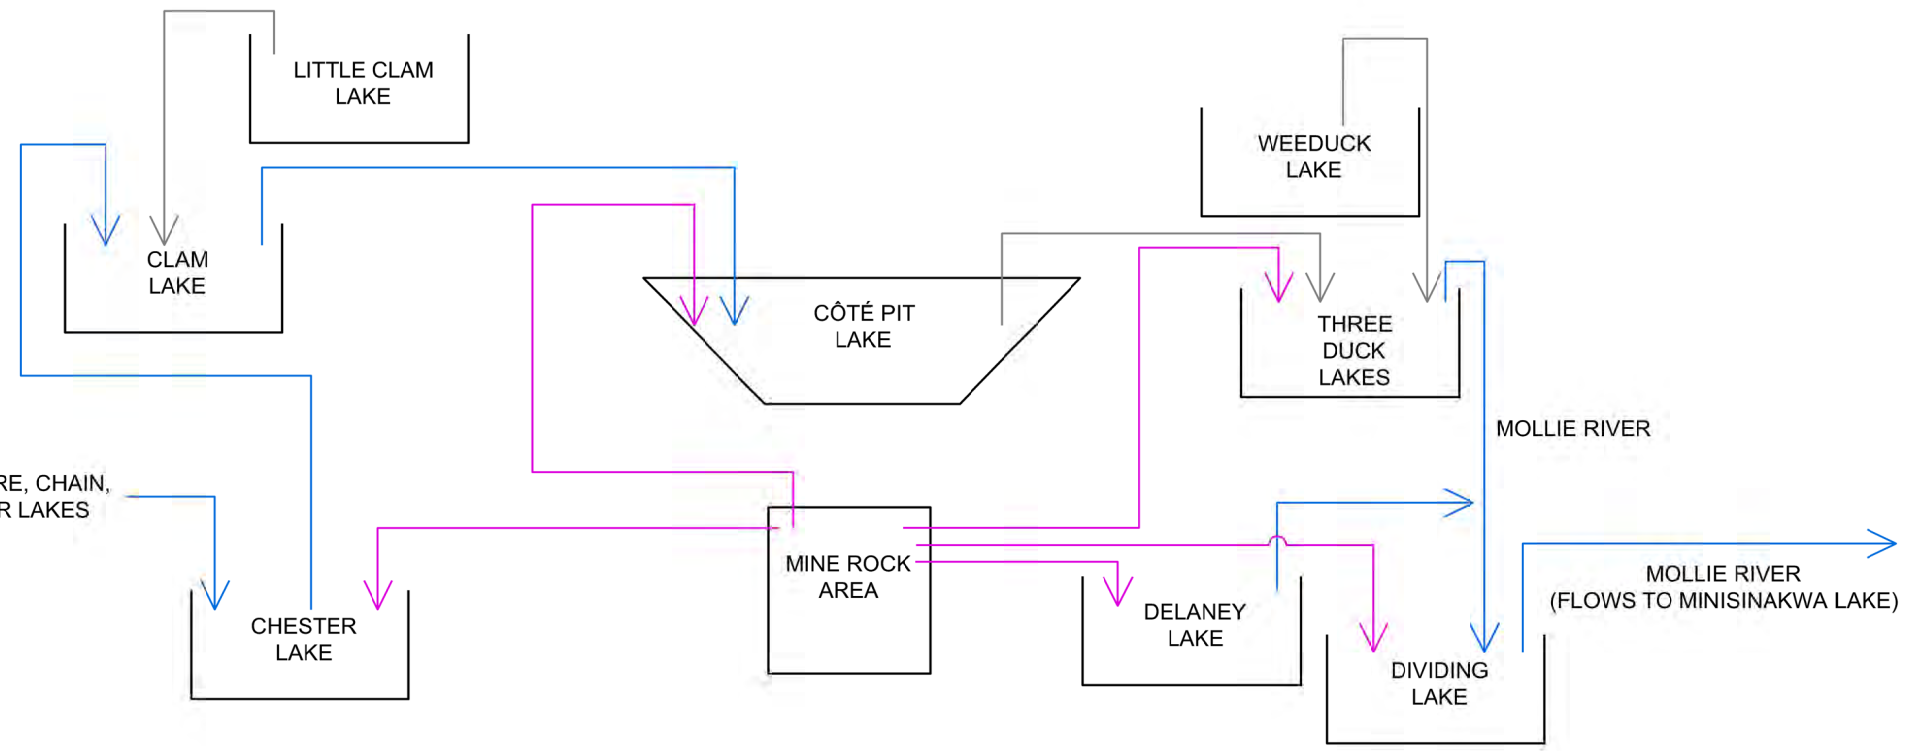 LITTLE CLAM
LAKE
WEEDUCK
LAKE
CLAM
LAKE
CÔTÉ PIT
LAKE
THREE
DUCK
LAKES
MOLLIE RIVER
RE, CHAIN,
R LAKES
MINE ROCK
AREA
MOLLIE RIVER
(FLOWS TO MINISINAKWA LAKE)
CHESTER
LAKE
DELANEY
LAKE
DIVIDING
LAKE